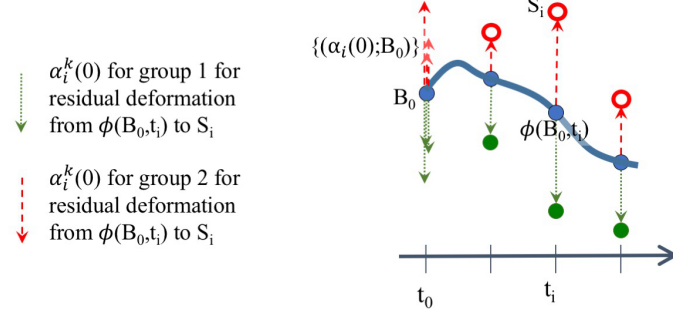 α_i^k(0) for group 1 for
residual deformation
from ϕ(B_0,t_i) to S_i
α_i^k(0) for group 2 for
residual deformation
from ϕ(B_0,t_i) to S_i
S_i
{(α_i(0);B_0)}
B_0
ϕ(B_0,t_i)
t_0
t_i